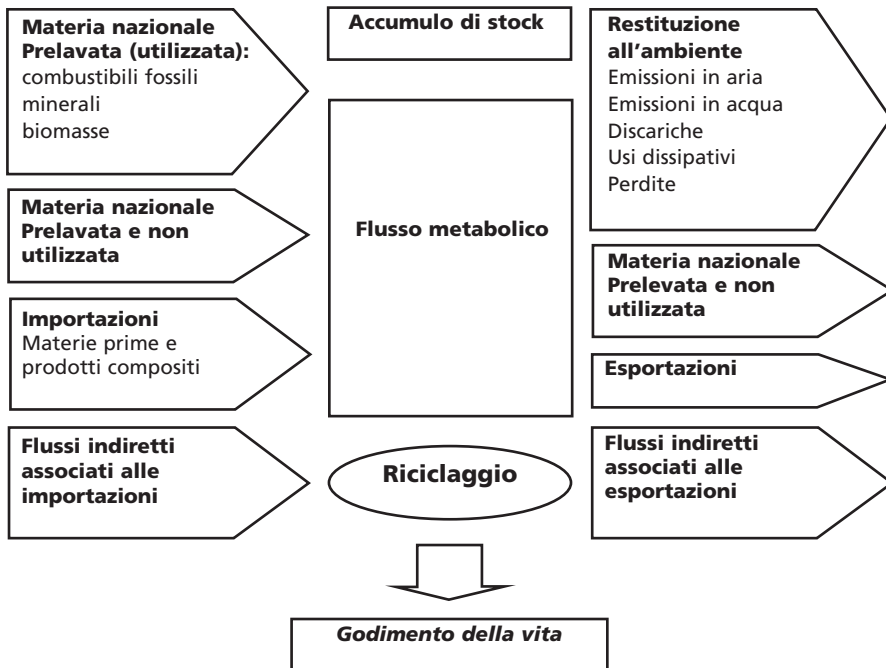 Materia nazionale
Prelavata (utilizzata):
combustibili fossili
minerali
biomasse
Materia nazionale
Prelavata e non
utilizzata
Importazioni
Materie prime e
prodotti compositi
Flussi indiretti
associati alle
importazioni
Accumulo di stock
Flusso metabolico
Riciclaggio
Godimento della vita
Restituzione
all’ambiente
Emissioni in aria
Emissioni in acqua
Discariche
Usi dissipativi
Perdite
Materia nazionale
Prelevata e non
utilizzata
Esportazioni
Flussi indiretti
associati alle
esportazioni